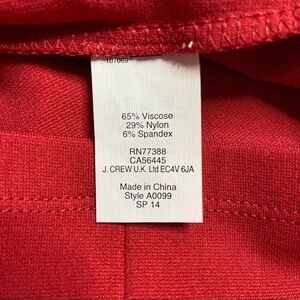 107669
65% Viscose
29% Nylon
6% Spandex
RN77388
CA56445
J. CREW U.K. Ltd EC4V 6JA
Made in China
Style A0099
SP 14